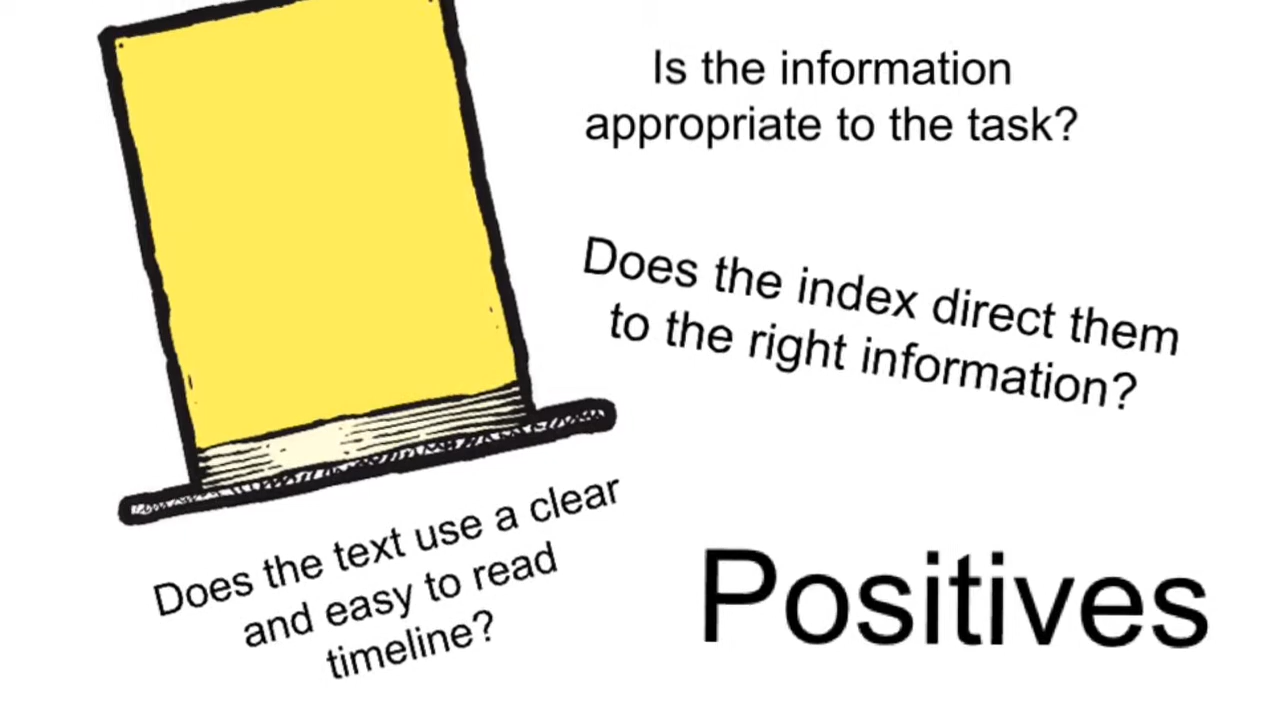 Is the information
appropriate to the task?
Does the index direct them
to the right information?
Does the text use a clear
and easy to read
timeline?
Positives